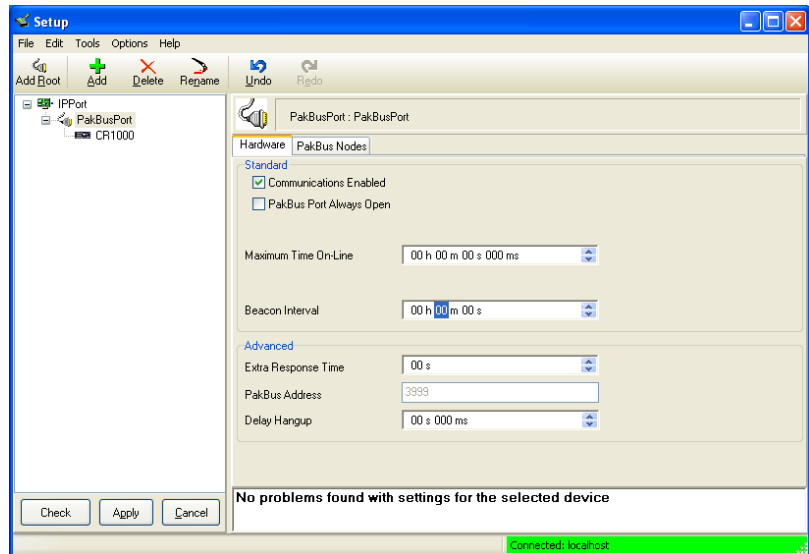 Setup
File Edit Tools Options Help
Add Root Add Delete Rename Undo Redo
IPPort
PakBusPort
CR1000
PakBusPort : PakBusPort
Hardware PakBus Nodes
Standard
Communications Enabled
PakBus Port Always Open
Maximum Time On-Line 00 h 00 m 00 s 000 ms
Beacon Interval 00 h 00 m 00 s
Advanced
Extra Response Time 00 s
PakBus Address 3999
Delay Hangup 00 s 000 ms
Check Apply Cancel
No problems found with settings for the selected device
Connected: localhost